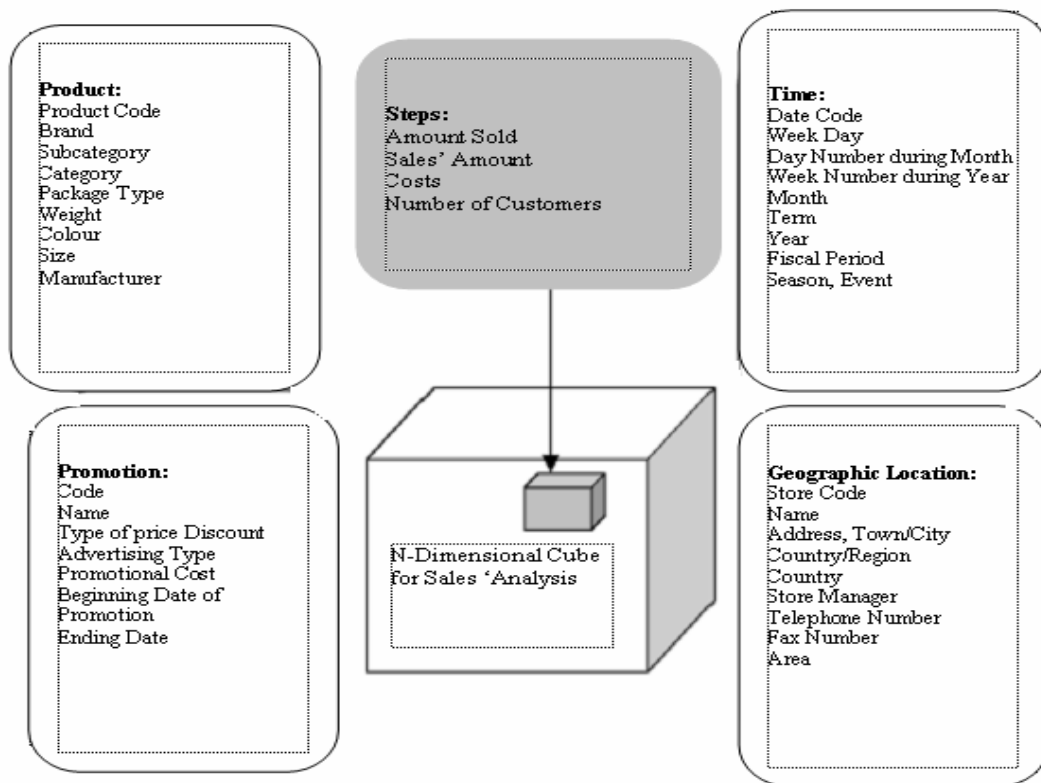 Product:
Product Code
Brand
Subcategory
Category
Package Type
Weight
Colour
Size
Manufacturer
Steps:
Amount Sold
Sales’ Amount
Costs
Number of Customers
Time:
Date Code
Week Day
Day Number during Month
Week Number during Year
Month
Term
Year
Fiscal Period
Season, Event
Promotion:
Code
Name
Type of price Discount
Advertising Type
Promotional Cost
Beginning Date of
Promotion
Ending Date
N-Dimensional Cube
for Sales ‘Analysis
Geographic Location:
Store Code
Name
Address, Town/City
Country/Region
Country
Store Manager
Telephone Number
Fax Number
Area